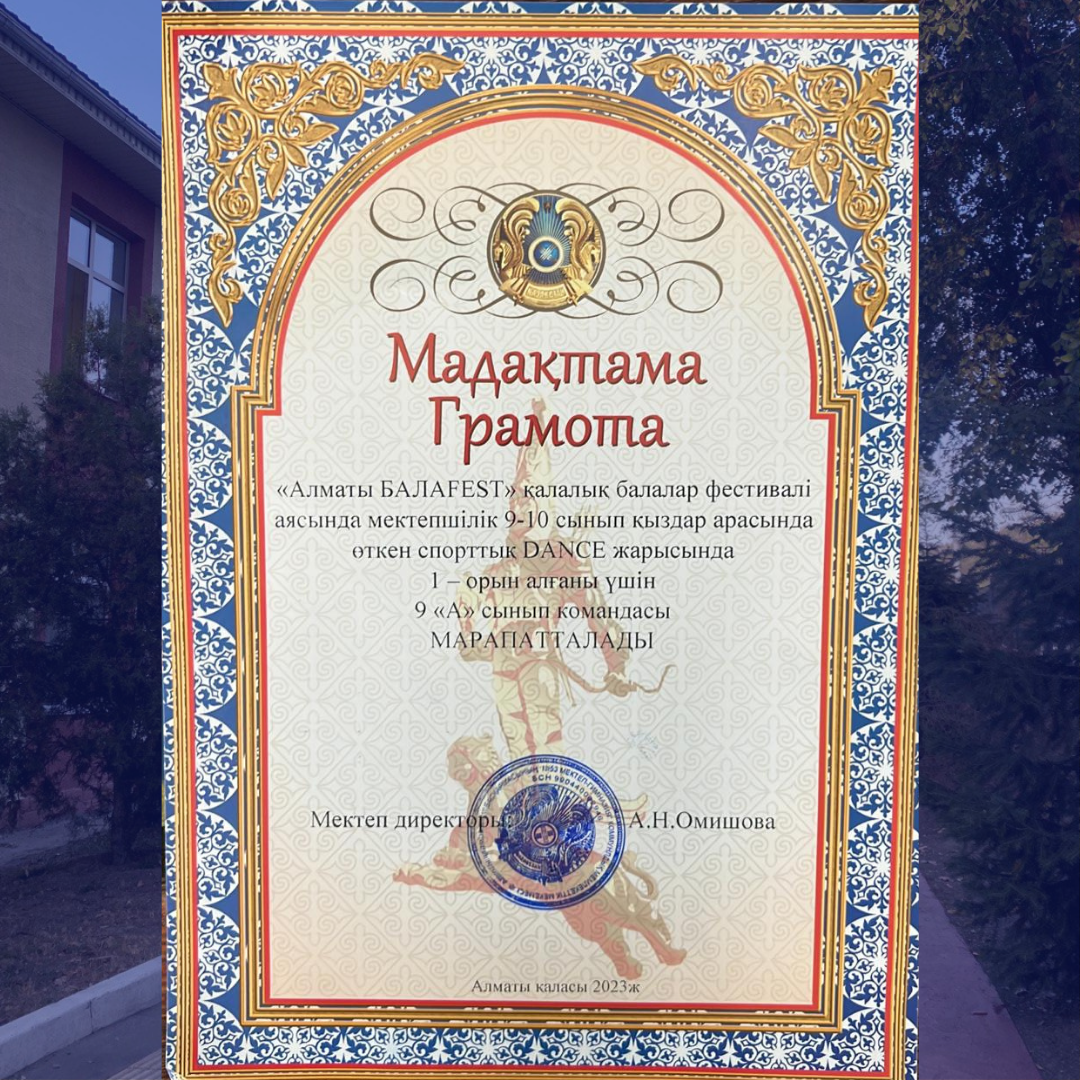 Мадақтама
Грамота
«Алматы БАЛАFEST» қалалық балалар фестивалі
аясында мектепшілік 9-10 сынып қыздар арасында
өткен спорттық DANCE жарысында
1 – орын алғаны үшін
9 «А» сынып командасы
МАРАПАТТАЛАДЫ
Мектеп директоры
А.Н.Омишова
Алматы қаласы 2023ж